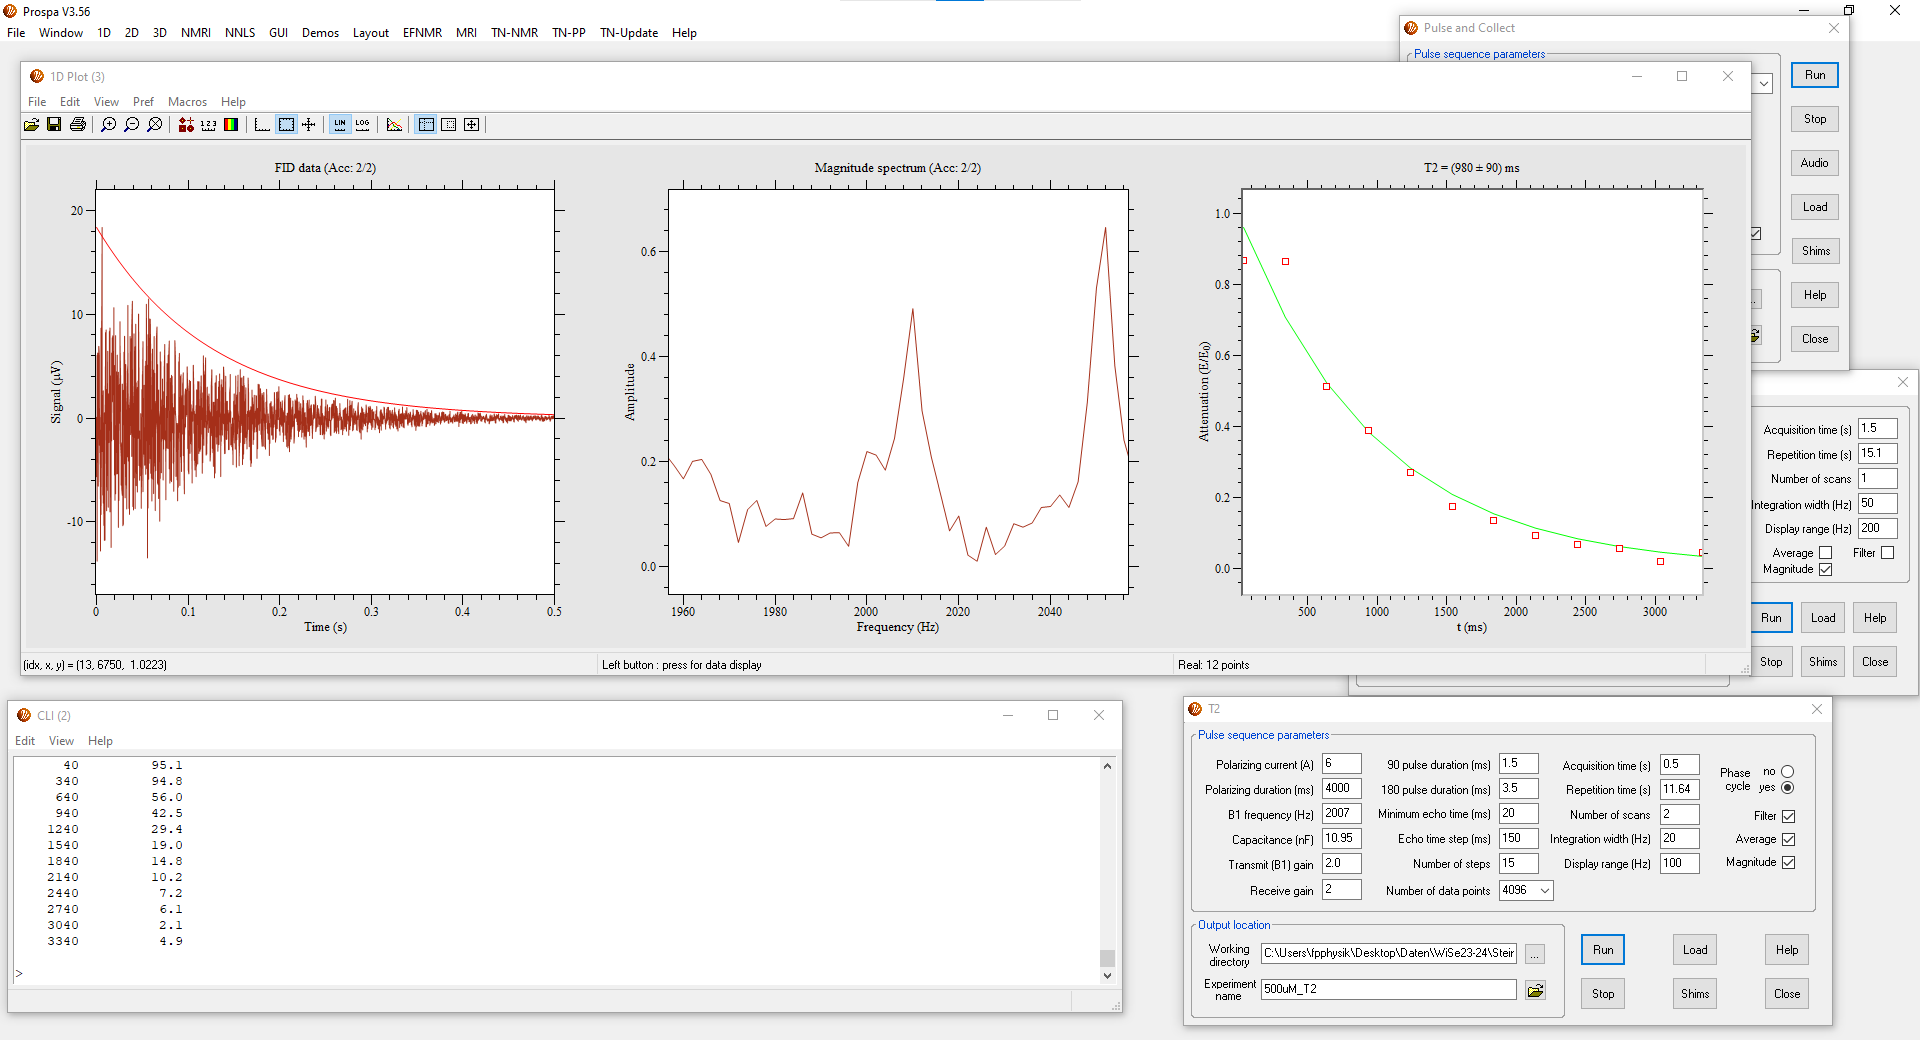 Prospa V3.56
File Window 1D 2D 3D NMRI NNLS GUI Demos Layout EFNMR MRI TN-NMR TN-PP TN-Update Help
Pulse and Collect
Pulse sequence parameters
Run
Stop
Audio
Load
Shims
Help
Close
1D Plot (3)
File Edit View Pref Macros Help
1 2 3
LIN
LOG
FID data (Acc: 2/2)
20
10
0
-10
Signal (µV)
0 0.1 0.2 0.3 0.4 0.5
Time (s)
Magnitude spectrum (Acc: 2/2)
0.6
0.4
0.2
0.0
Amplitude
1960 1980 2000 2020 2040
Frequency (Hz)
T2 = (980 ± 90) ms
1.0
0.8
0.6
0.4
0.2
0.0
Attenuation (E/E0)
500 1000 1500 2000 2500 3000
t (ms)
(idx, x, y) = (13, 6750, 1.0223)
Left button : press for data display
Real: 12 points
Acquisition time (s) 1.5
Repetition time (s) 15.1
Number of scans 1
Integration width (Hz) 50
Display range (Hz) 200
Average Filter
Magnitude
Run Load Help
Stop Shims Close
CLI (2)
Edit View Help
40 95.1
340 94.8
640 56.0
940 42.5
1240 29.4
1540 19.0
1840 14.8
2140 10.2
2440 7.2
2740 6.1
3040 2.1
3340 4.9
>
T2
Pulse sequence parameters
Polarizing current (A) 6 90 pulse duration (ms) 1.5 Acquisition time (s) 0.5 Phase cycle no yes
Polarizing duration (ms) 4000 180 pulse duration (ms) 3.5 Repetition time (s) 11.64
B1 frequency (Hz) 2007 Minimum echo time (ms) 20 Number of scans 2 Filter
Capacitance (nF) 10.95 Echo time step (ms) 150 Integration width (Hz) 20 Average
Transmit (B1) gain 2.0 Number of steps 15 Display range (Hz) 100 Magnitude
Receive gain 2 Number of data points 4096
Output location
Working directory C:\Users\fpphysik\Desktop\Daten\WiSe23-24\Steir ...
Experiment name 500uM_T2
Run Load Help
Stop Shims Close